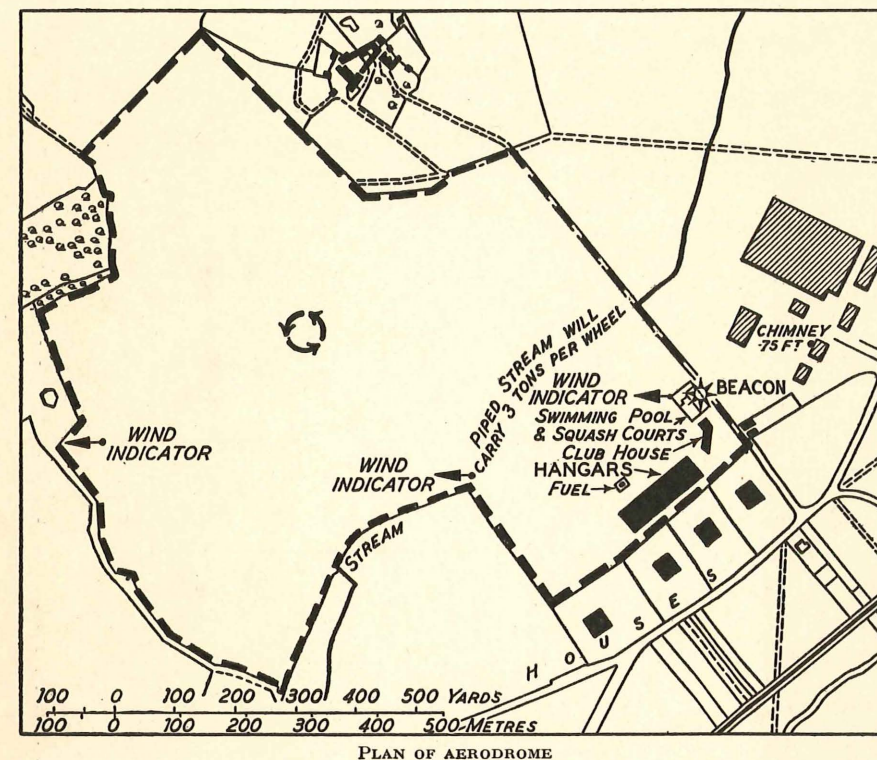 PIPED STREAM WILL
CARRY 3 TONS PER WHEEL
CHIMNEY
75 FT
WIND
INDICATOR
BEACON
SWIMMING POOL
& SQUASH COURTS
CLUB HOUSE
HANGARS
FUEL
WIND
INDICATOR
WIND
INDICATOR
STREAM
HOUSES
100 0 100 200 300 400 500 YARDS
100 0 100 200 300 400 500 METRES
PLAN OF AERODROME